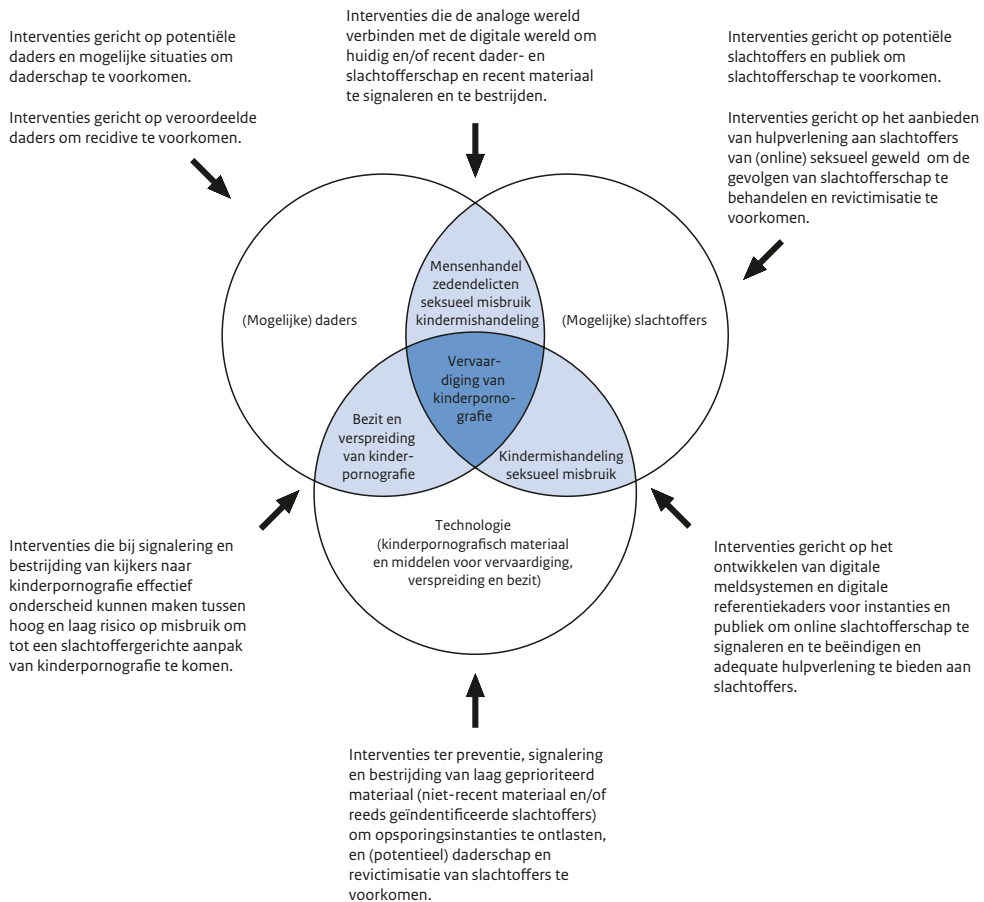 Interventies gericht op potentiële
daders en mogelijke situaties om
daderschap te voorkomen.
Interventies gericht op veroordeelde
daders om recidive te voorkomen.
Interventies die de analoge wereld
verbinden met de digitale wereld om
huidig en/of recent dader- en
slachtofferschap en recent materiaal
te signaleren en te bestrijden.
Interventies gericht op potentiële
slachtoffers en publiek om
slachtofferschap te voorkomen.
Interventies gericht op het aanbieden
van hulpverlening aan slachtoffers
van (online) seksueel geweld om de
gevolgen van slachtofferschap te
behandelen en revictimisatie te
voorkomen.
(Mogelijke) daders
Mensenhandel
zedendelicten
seksueel misbruik
kindermishandeling
(Mogelijke) slachtoffers
Vervaar-
diging van
kinderporno-
grafie
Bezit en
verspreiding
van kinder-
pornografie
Kindermishandeling
seksueel misbruik
Technologie
(kinderpornografisch materiaal
en middelen voor vervaardiging,
verspreiding en bezit)
Interventies die bij signalering en
bestrijding van kijkers naar
kinderpornografie effectief
onderscheid kunnen maken tussen
hoog en laag risico op misbruik om
tot een slachtoffergerichte aanpak
van kinderpornografie te komen.
Interventies gericht op het
ontwikkelen van digitale
meldsystemen en digitale
referentiekaders voor instanties en
publiek om online slachtofferschap te
signaleren en te beëindigen en
adequate hulpverlening te bieden aan
slachtoffers.
Interventies ter preventie, signalering
en bestrijding van laag geprioriteerd
materiaal (niet-recent materiaal en/of
reeds geïndentificeerde slachtoffers)
om opsporingsinstanties te ontlasten,
en (potentieel) daderschap en
revictimisatie van slachtoffers te
voorkomen.